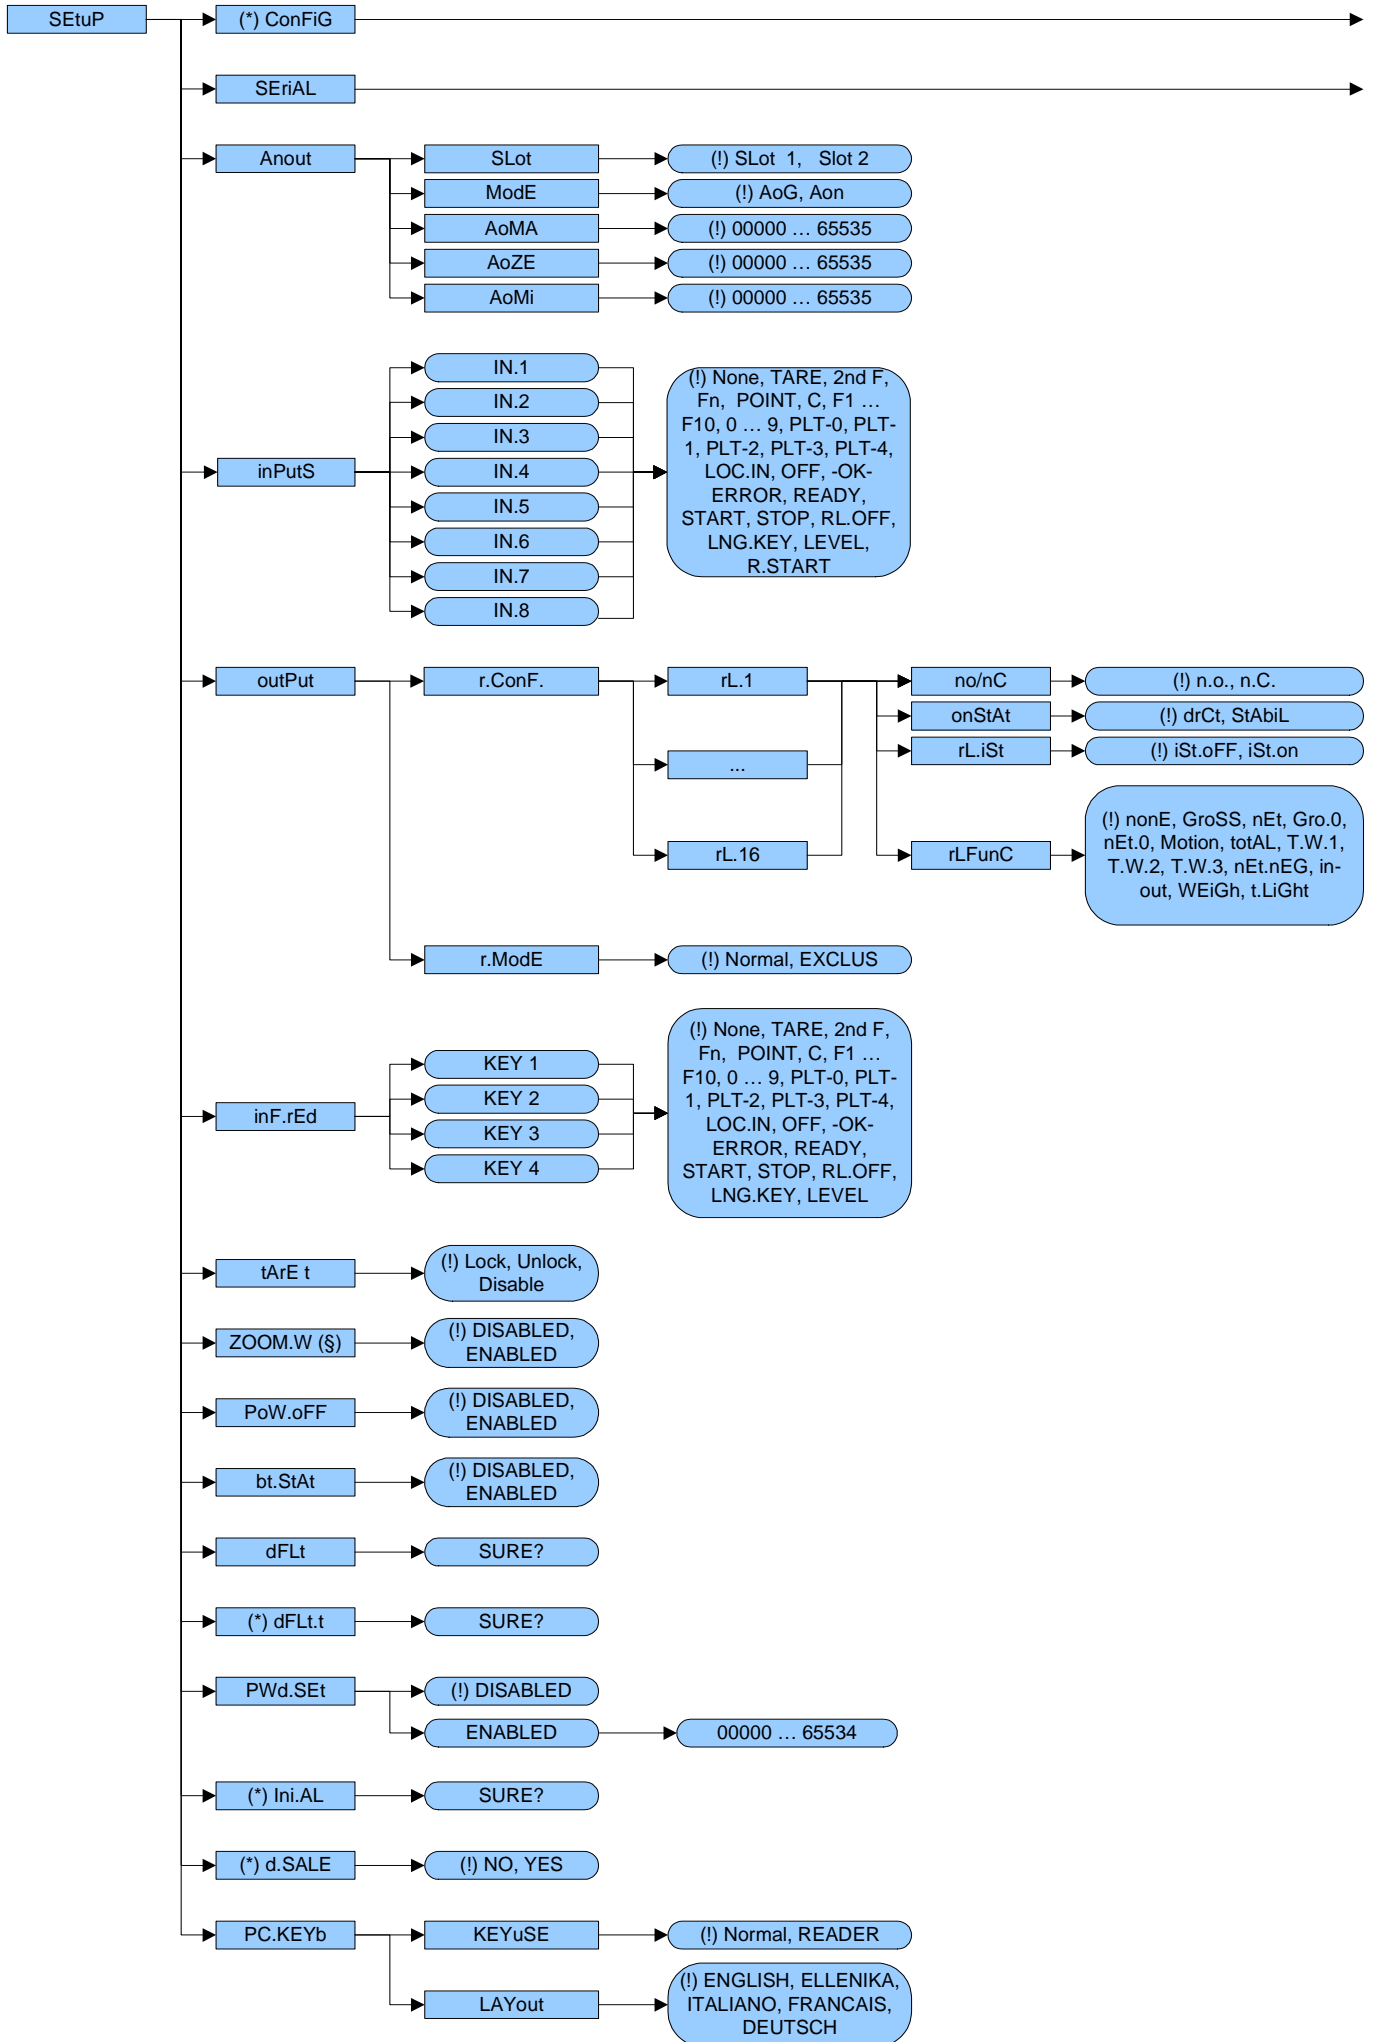 SEtuP
(*) ConFiG
SEriAL
Anout
SLot
(!) SLot 1, Slot 2
ModE
(!) AoG, Aon
AoMA
(!) 00000 … 65535
AoZE
(!) 00000 … 65535
AoMi
(!) 00000 … 65535
inPutS
IN.1
IN.2
IN.3
IN.4
IN.5
IN.6
IN.7
IN.8
(!) None, TARE, 2nd F,
Fn, POINT, C, F1 …
F10, 0 … 9, PLT-0, PLT-
1, PLT-2, PLT-3, PLT-4,
LOC.IN, OFF, -OK-
ERROR, READY,
START, STOP, RL.OFF,
LNG.KEY, LEVEL,
R.START
outPut
r.ConF.
rL.1
...
rL.16
no/nC
(!) n.o., n.C.
onStAt
(!) drCt, StAbiL
rL.iSt
(!) iSt.oFF, iSt.on
rLFunC
(!) nonE, GroSS, nEt, Gro.0,
nEt.0, Motion, totAL, T.W.1,
T.W.2, T.W.3, nEt.nEG, in-
out, WEiGh, t.LiGht
r.ModE
(!) Normal, EXCLUS
inF.rEd
KEY 1
KEY 2
KEY 3
KEY 4
(!) None, TARE, 2nd F,
Fn, POINT, C, F1 …
F10, 0 … 9, PLT-0, PLT-
1, PLT-2, PLT-3, PLT-4,
LOC.IN, OFF, -OK-
ERROR, READY,
START, STOP, RL.OFF,
LNG.KEY, LEVEL
tArE t
(!) Lock, Unlock,
Disable
ZOOM.W (§)
(!) DISABLED,
ENABLED
PoW.oFF
(!) DISABLED,
ENABLED
bt.StAt
(!) DISABLED,
ENABLED
dFLt
SURE?
(*) dFLt.t
SURE?
PWd.SEt
(!) DISABLED
ENABLED
00000 … 65534
(*) Ini.AL
SURE?
(*) d.SALE
(!) NO, YES
PC.KEYb
KEYuSE
(!) Normal, READER
LAYout
(!) ENGLISH, ELLENIKA,
ITALIANO, FRANCAIS,
DEUTSCH